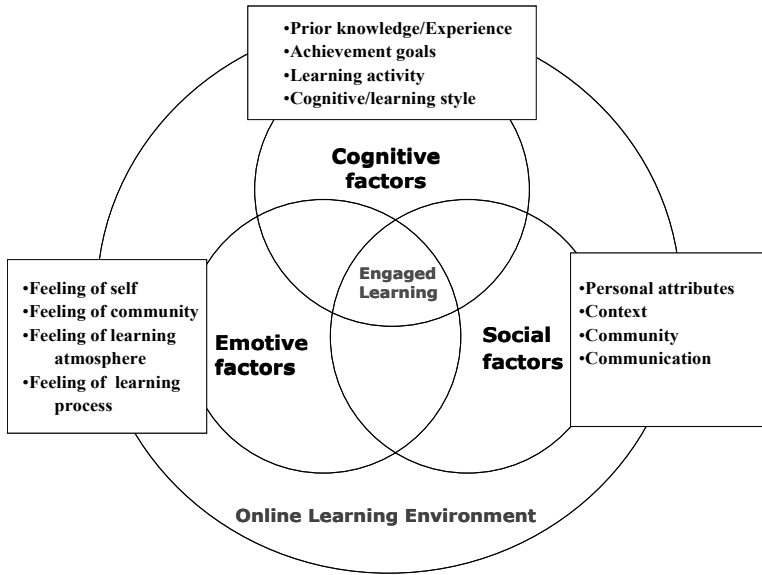 •Prior knowledge/Experience
•Achievement goals
•Learning activity
•Cognitive/learning style
Cognitive
factors
Engaged
Learning
•Feeling of self
•Feeling of community
•Feeling of learning
atmosphere
•Feeling of learning
process
Emotive
factors
Social
factors
•Personal attributes
•Context
•Community
•Communication
Online Learning Environment